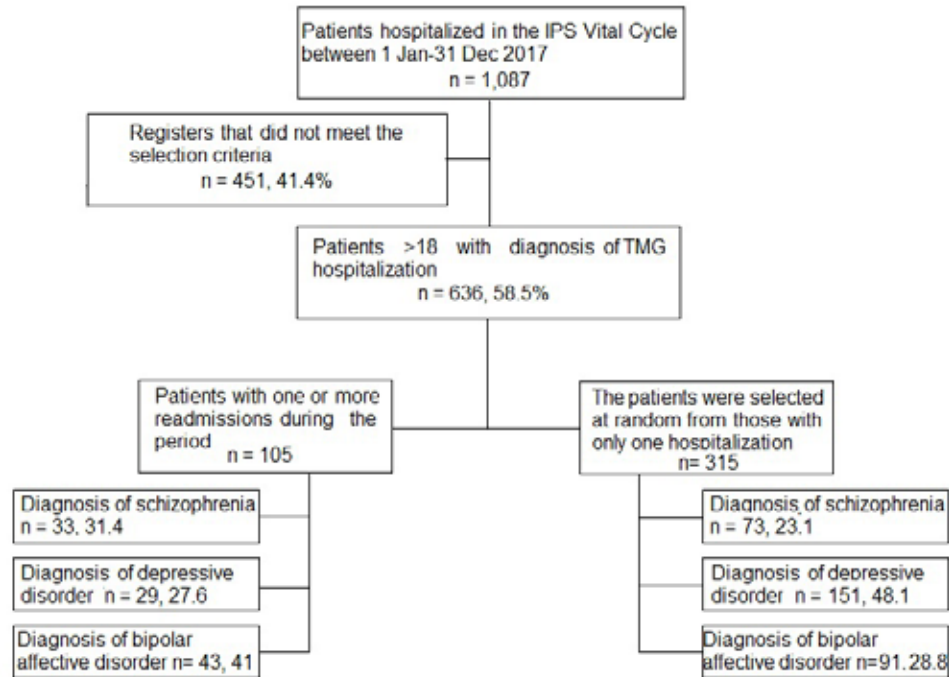 Patients hospitalized in the IPS Vital Cycle
between 1 Jan-31 Dec 2017
n = 1,087
Registers that did not meet the
selection criteria
n = 451, 41.4%
Patients >18 with diagnosis of TMG
hospitalization
n = 636, 58.5%
Patients with one or more
readmissions during the
period
n = 105
The patients were selected
at random from those with
only one hospitalization
n= 315
Diagnosis of schizophrenia
n = 33, 31.4
Diagnosis of depressive
disorder n = 29, 27.6
Diagnosis of bipolar
affective disorder n= 43, 41
Diagnosis of schizophrenia
n = 73, 23.1
Diagnosis of depressive
disorder n = 151, 48.1
Diagnosis of bipolar
affective disorder n=91.28.8